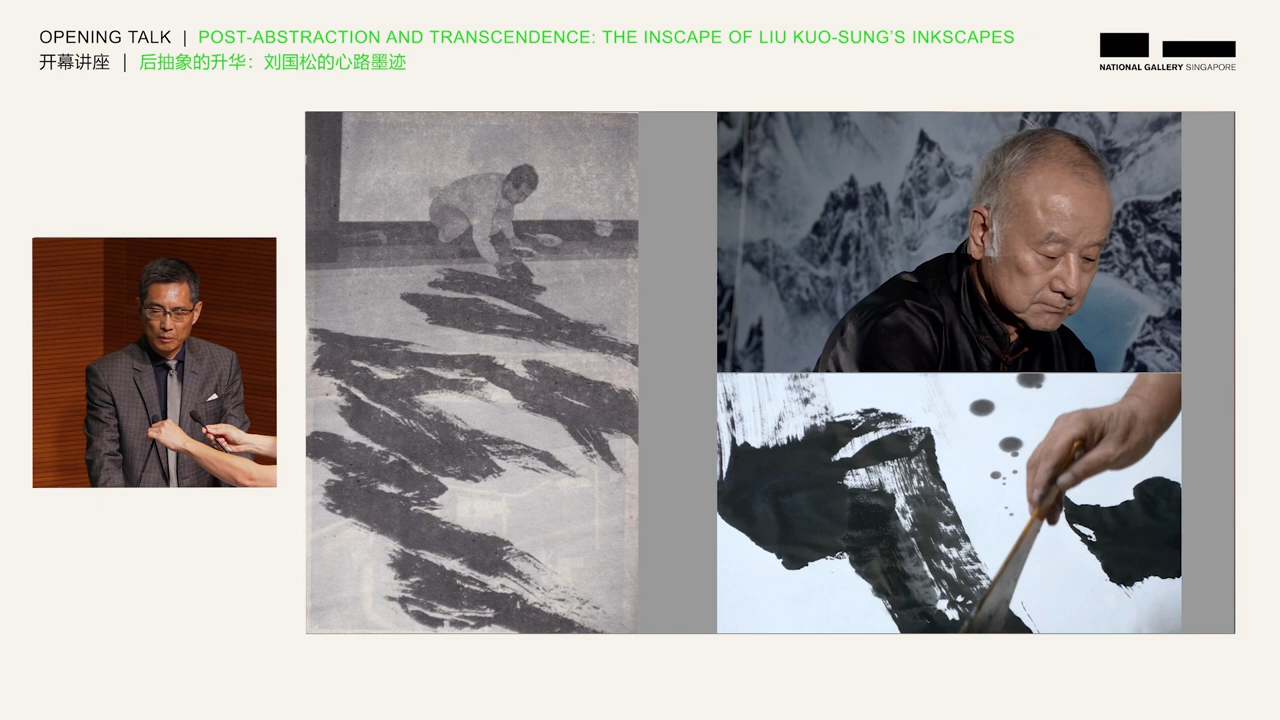 OPENING TALK | POST-ABSTRACTION AND TRANSCENDENCE: THE INSCAPE OF LIU KUO-SUNG'S INKSCAPES
开幕讲座 | 后抽象的升华：刘国松的心路墨迹
NATIONAL GALLERY SINGAPORE